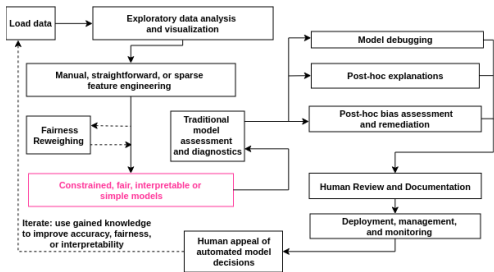 Load data
Exploratory data analysis
and visualization
Manual, straightforward, or sparse
feature engineering
Fairness
Reweighing
Constrained, fair, interpretable or
simple models
Traditional
model
assessment
and diagnostics
Model debugging
Post-hoc explanations
Post-hoc bias assessment
and remediation
Human Review and Documentation
Deployment, management,
and monitoring
Human appeal of
automated model
decisions
Iterate: use gained knowledge
to improve accuracy, fairness,
or interpretability